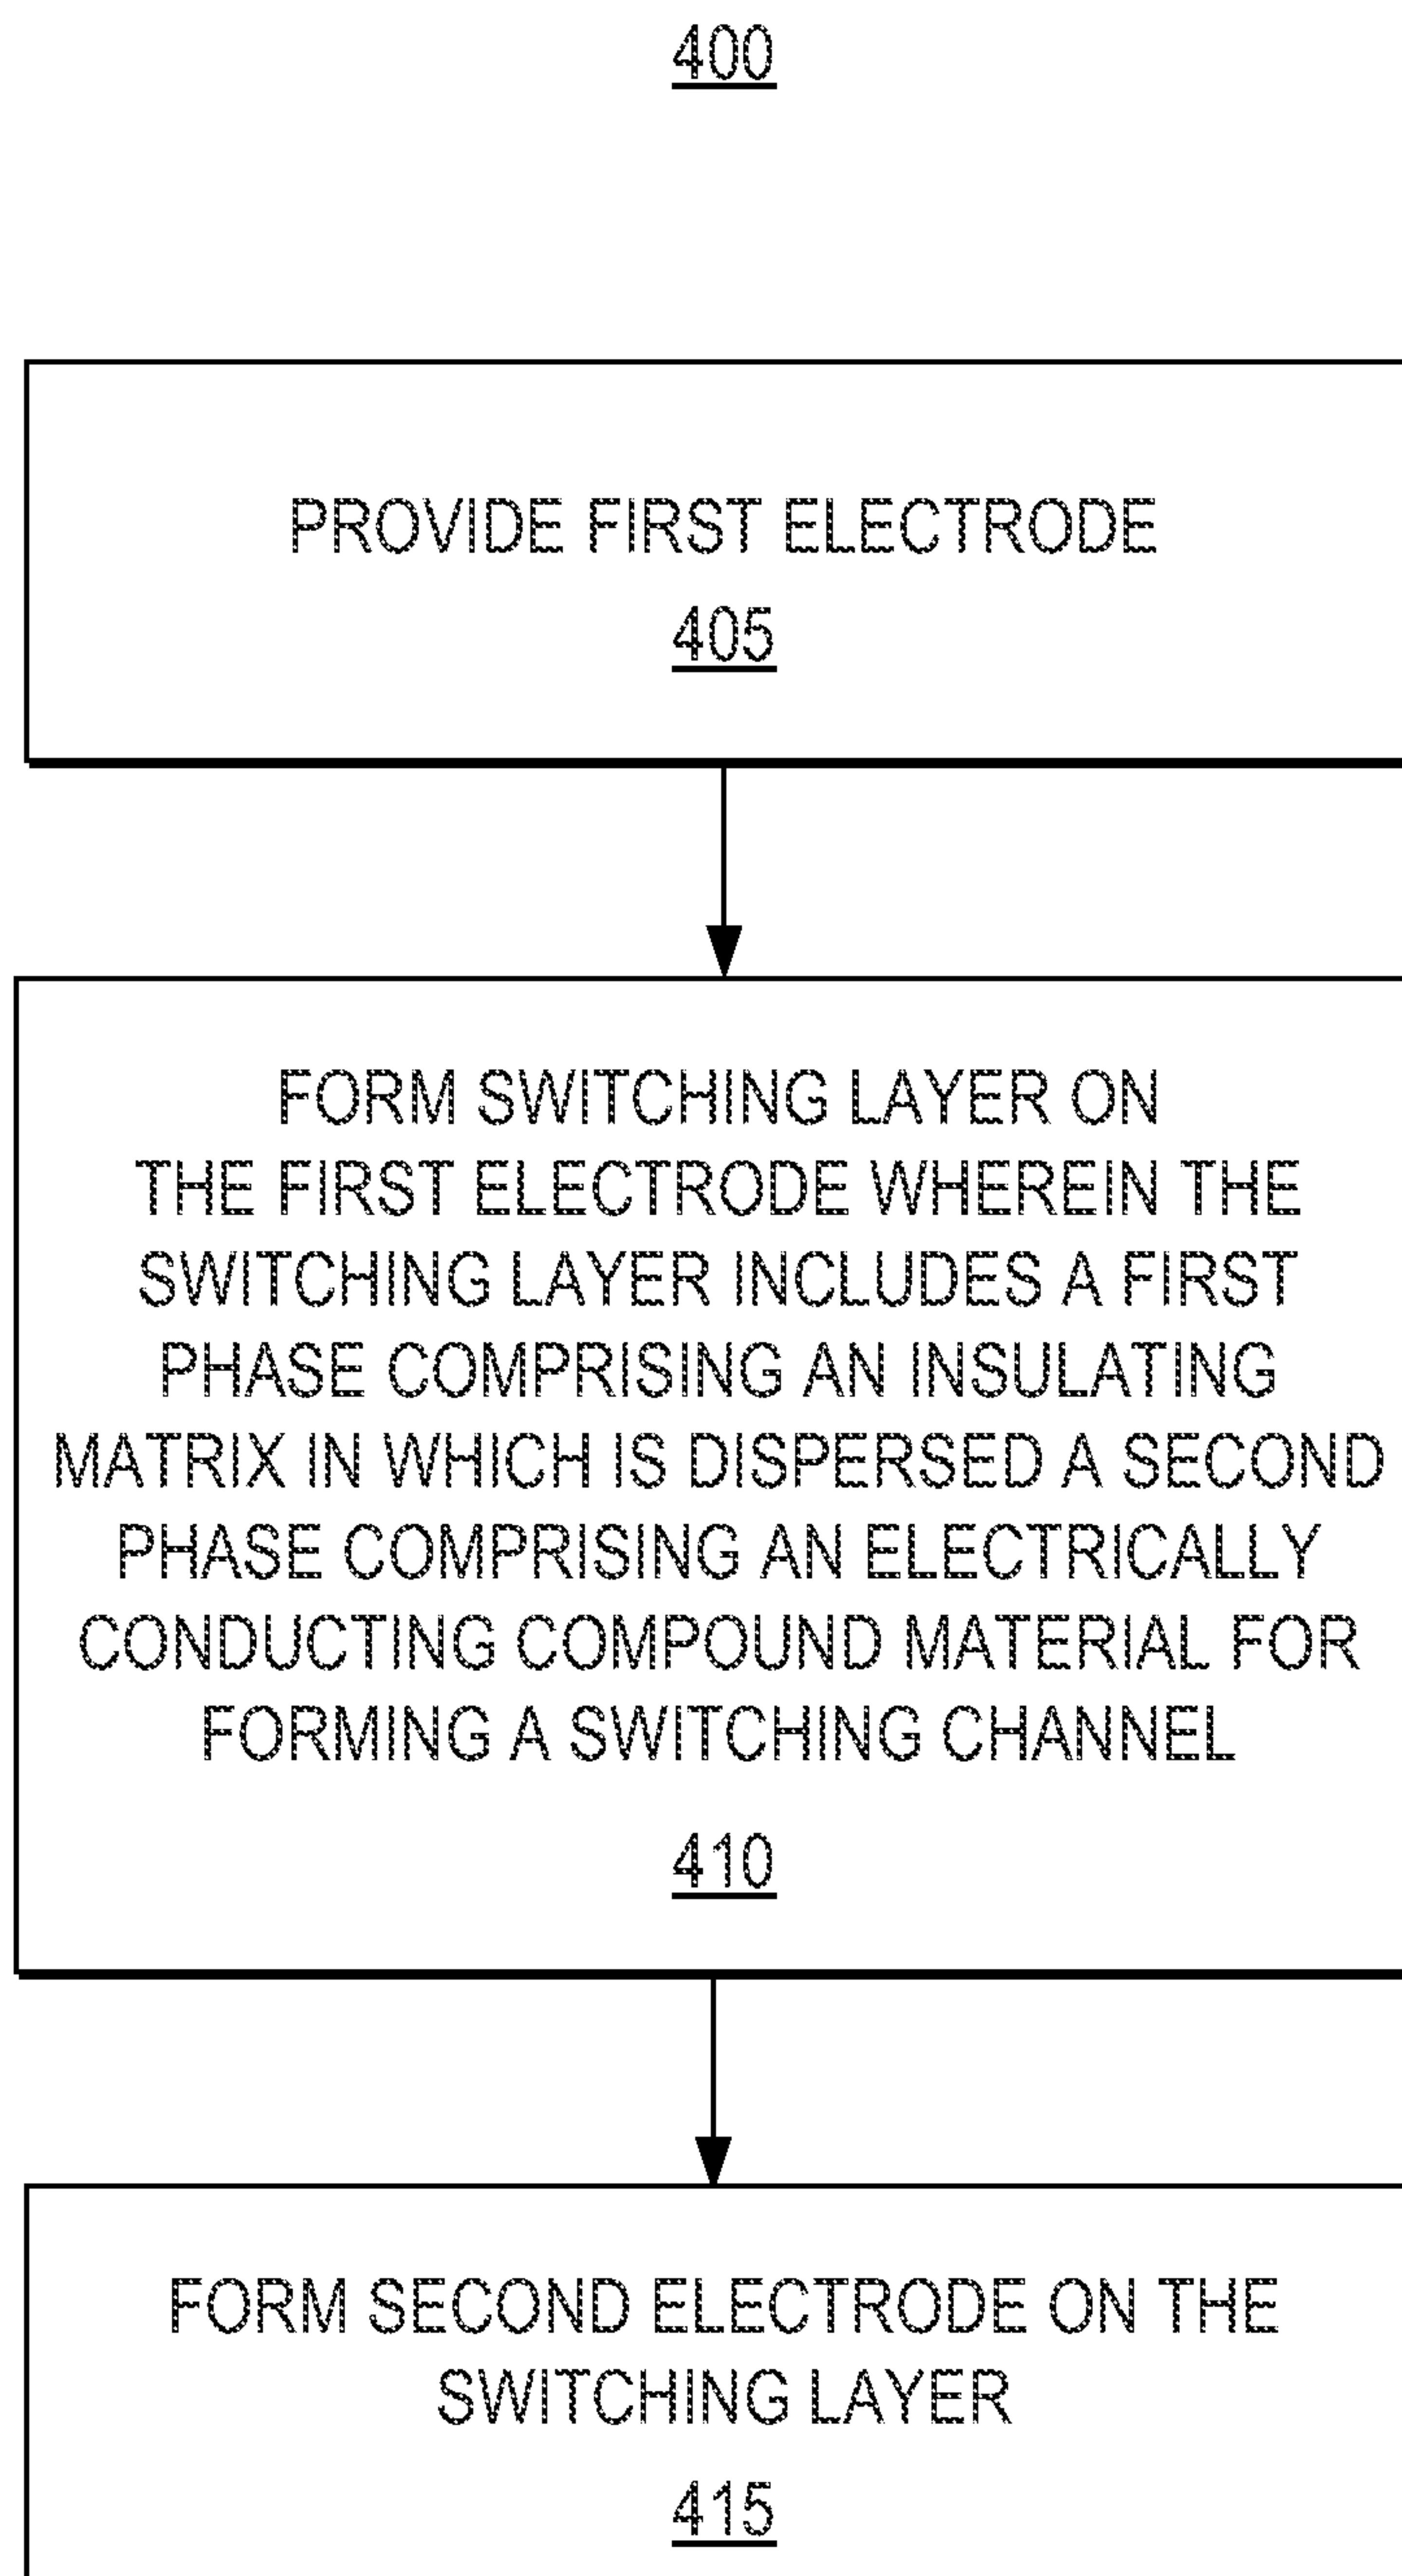 400
PROVIDE FIRST ELECTRODE
405
FORM SWITCHING LAYER ON
THE FIRST ELECTRODE WHEREIN THE
SWITCHING LAYER INCLUDES A FIRST
PHASE COMPRISING AN INSULATING
MATRIX IN WHICH IS DISPERSED A SECOND
PHASE COMPRISING AN ELECTRICALLY
CONDUCTING COMPOUND MATERIAL FOR
FORMING A SWITCHING CHANNEL
410
FORM SECOND ELECTRODE ON THE
SWITCHING LAYER
415